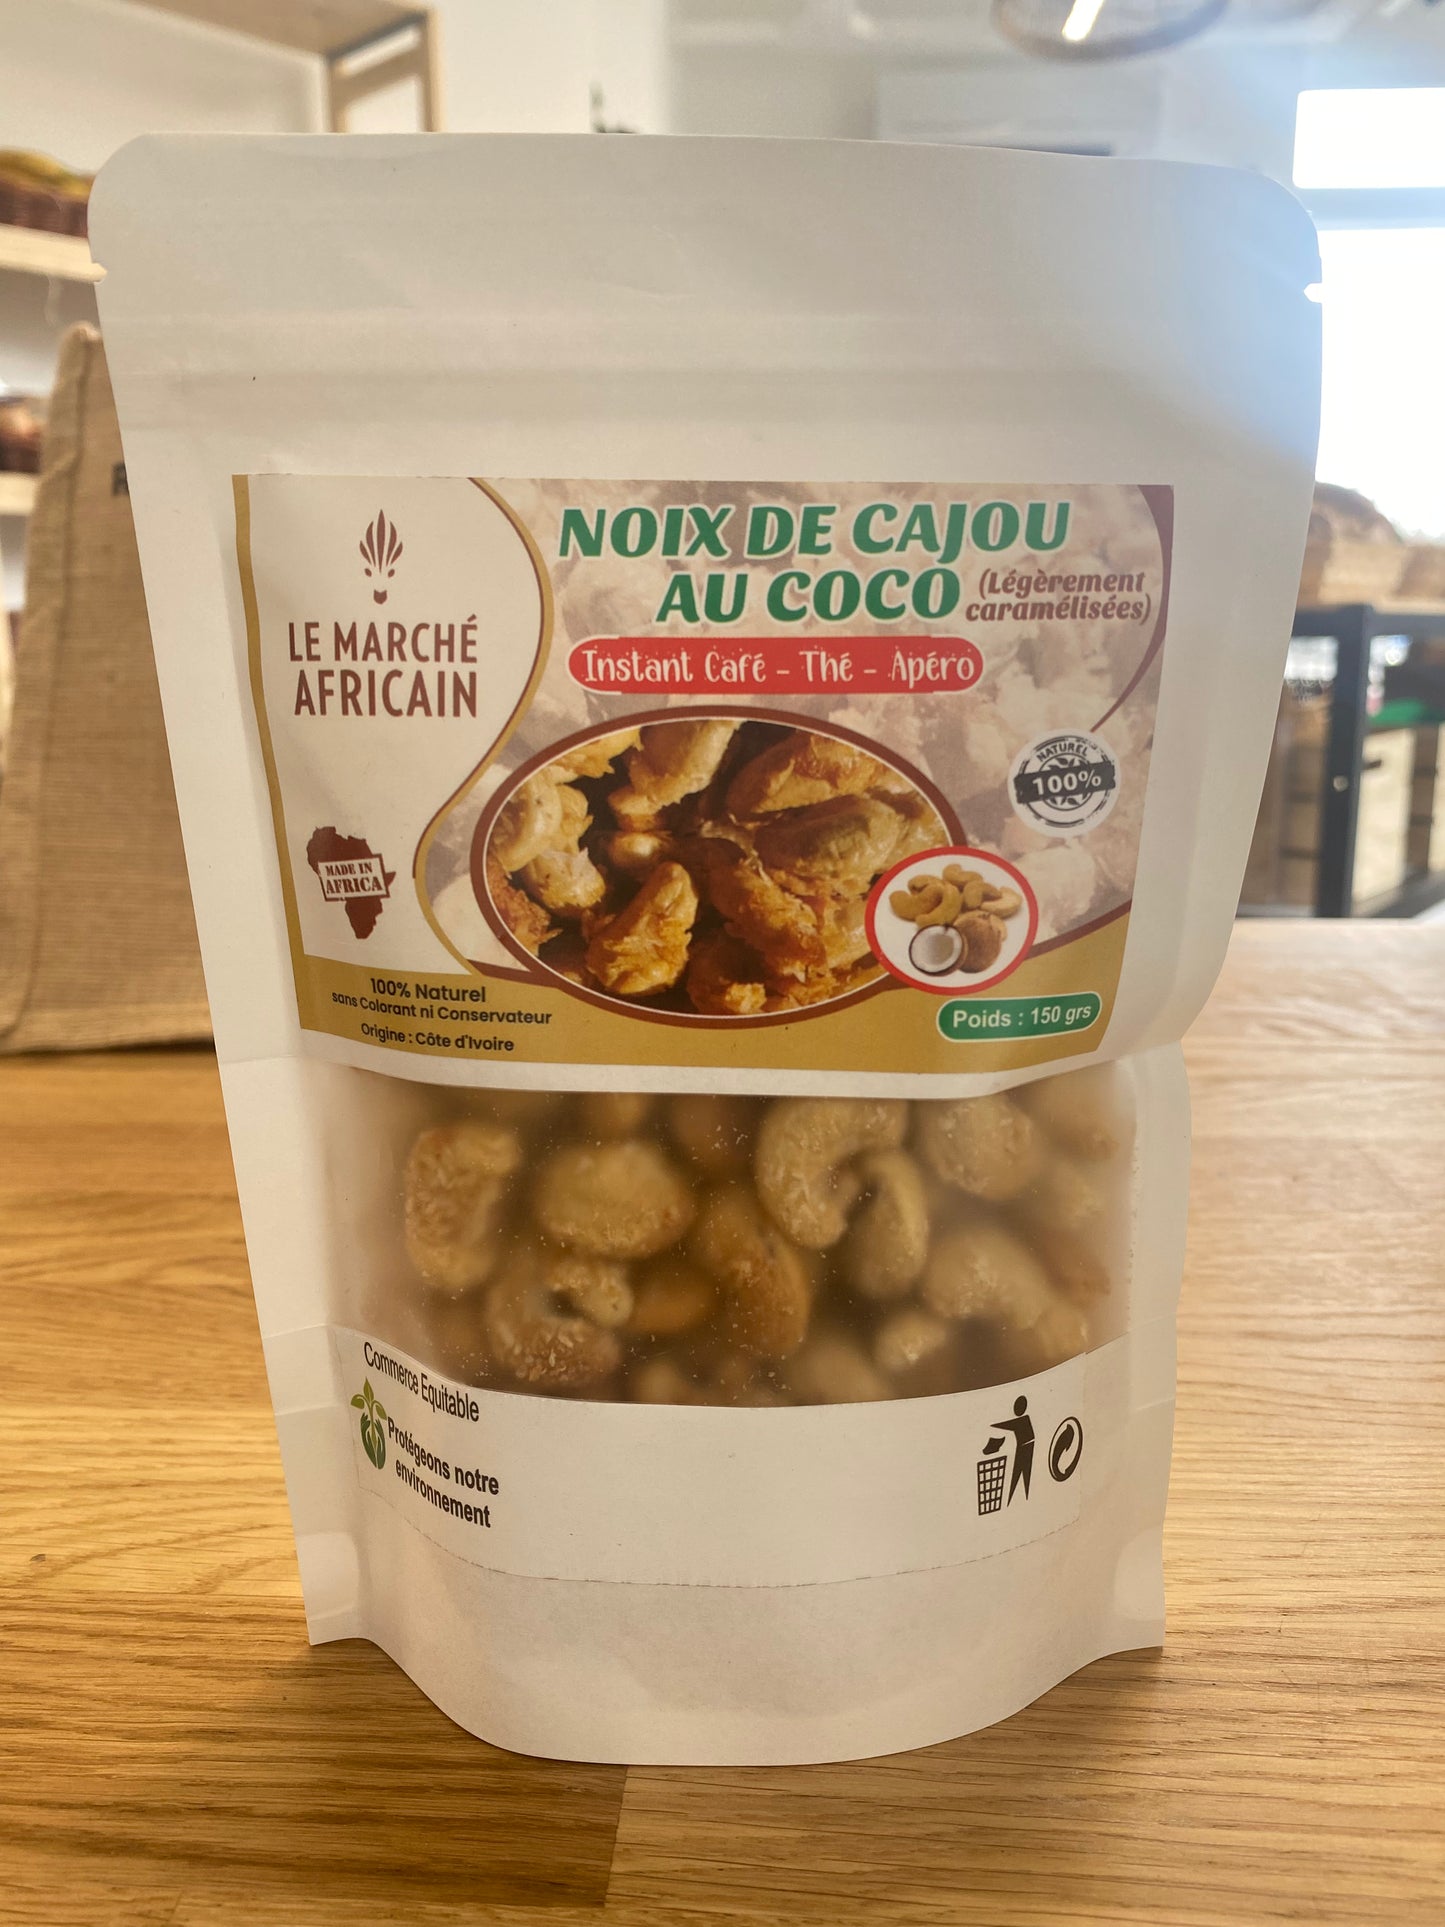 LE MARCHÉ
AFRICAIN
NOIX DE CAJOU
AU COCO
(Légèrement
caramélisées)
Instant Café - Thé - Apéro
NATUREL
100%
MADE IN
AFRICA
100% Naturel
sans Colorant ni Conservateur
Origine : Côte d'Ivoire
Poids : 150 grs
Commerce Equitable
Protégeons notre
environnement